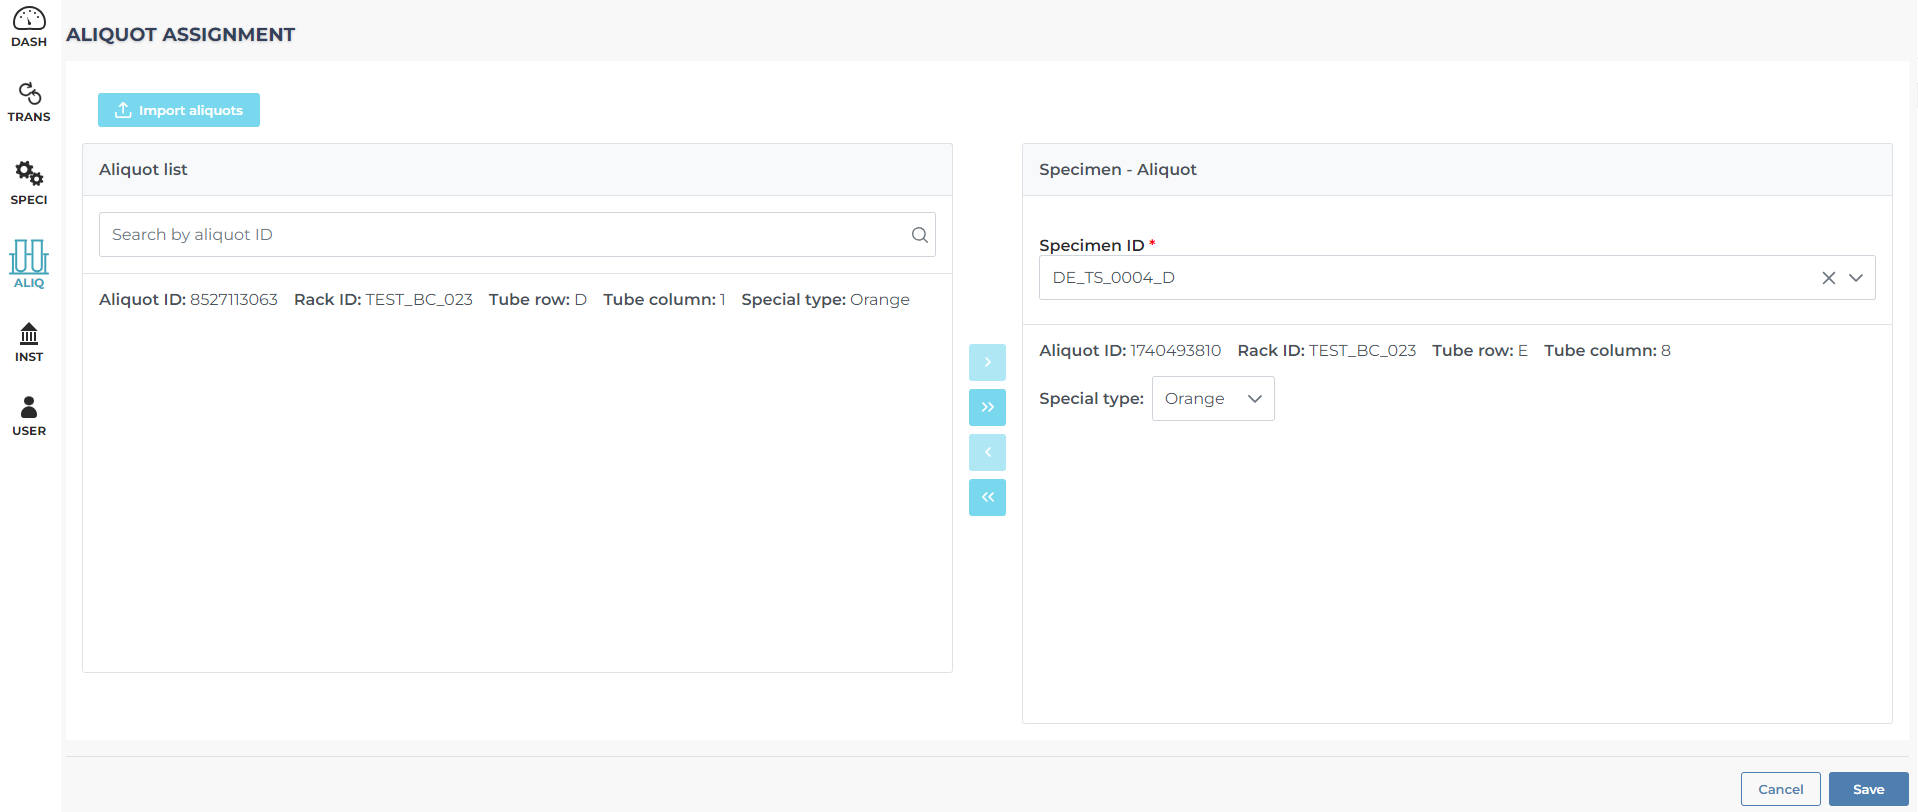 DASH
TRANS
SPECI
ALIQ
INST
USER
ALIQUOT ASSIGNMENT
Import aliquots
Aliquot list
Search by aliquot ID
Aliquot ID: 8527113063 Rack ID: TEST_BC_023 Tube row: D Tube column: 1 Special type: Orange
Specimen - Aliquot
Specimen ID *
DE_TS_0004_D
Aliquot ID: 1740493810 Rack ID: TEST_BC_023 Tube row: E Tube column: 8
Special type: Orange
Cancel Save